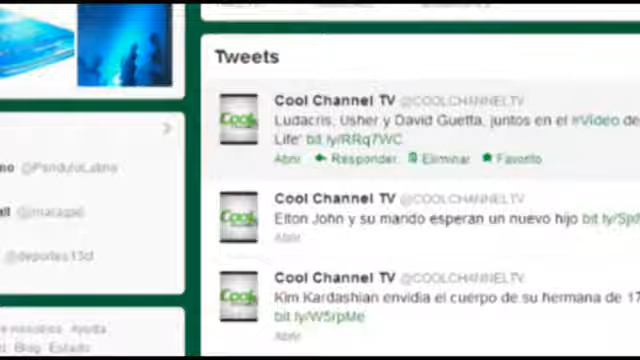 Tweets
Cool Channel TV @COOLCHANNELTV
Ludacris, Usher y David Guetta, juntos en el #Video de
Life' bit.ly/RRq7WC
Abrir Responder Eliminar Favorito
Cool
Cool Channel TV @COOLCHANNELTV
Elton John y su marido esperan un nuevo hijo
Abrir
Cool
Cool Channel TV @COOLCHANNELTV
Kim Kardashian envidia el cuerpo de su hermana de 17
bit.ly/W5rpMe
Abrir
Cool
@PenduloLatino
@deportes13cl
Ayuda
Blog Estado